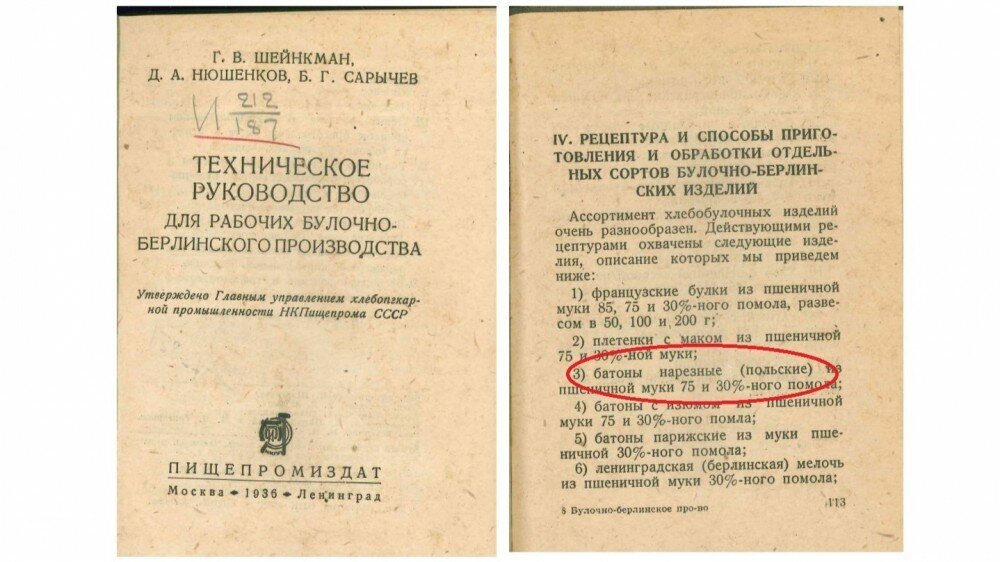 Г. В. ШЕЙНКМАН,
Д. А. НЮШЕНКОВ, Б. Г. САРЫЧЕВ
И 212
187
ТЕХНИЧЕСКОЕ
РУКОВОДСТВО
ДЛЯ РАБОЧИХ БУЛОЧНО-
БЕРЛИНСКОГО ПРОИЗВОДСТВА
Утверждено Главным управлением хлебопекар-
ной промышленности НКПищепрома СССР
ПИЩЕПРОМИЗДАТ
Москва • 1936 • Ленинград
IV. РЕЦЕПТУРА И СПОСОБЫ ПРИГО-
ТОВЛЕНИЯ И ОБРАБОТКИ ОТДЕЛЬ-
НЫХ СОРТОВ БУЛОЧНО-БЕРЛИН-
СКИХ ИЗДЕЛИЙ
Ассортимент хлебобулочных изделий
очень разнообразен. Действующими ре-
цептурами охвачены следующие изде-
лия, описание которых мы приведем
ниже:
1) французские булки из пшеничной
муки 85, 75 и 30%-ного помола, разве-
сом в 50, 100 и 200 г;
2) плетенки с маком из пшеничной
75 и 30%-ной муки;
3) батоны нарезные (польские) из
пшеничной муки 75 и 30%-ного помола;
4) батоны с изюмом из пшеничной
муки 75 и 30%-ного помла;
5) батоны парижские из муки пше-
ничной 30%-ного помола;
6) ленинградская (берлинская) мелочь
из пшеничной муки 30%-ного помола;
8 Булочно-берлинское про-во 113